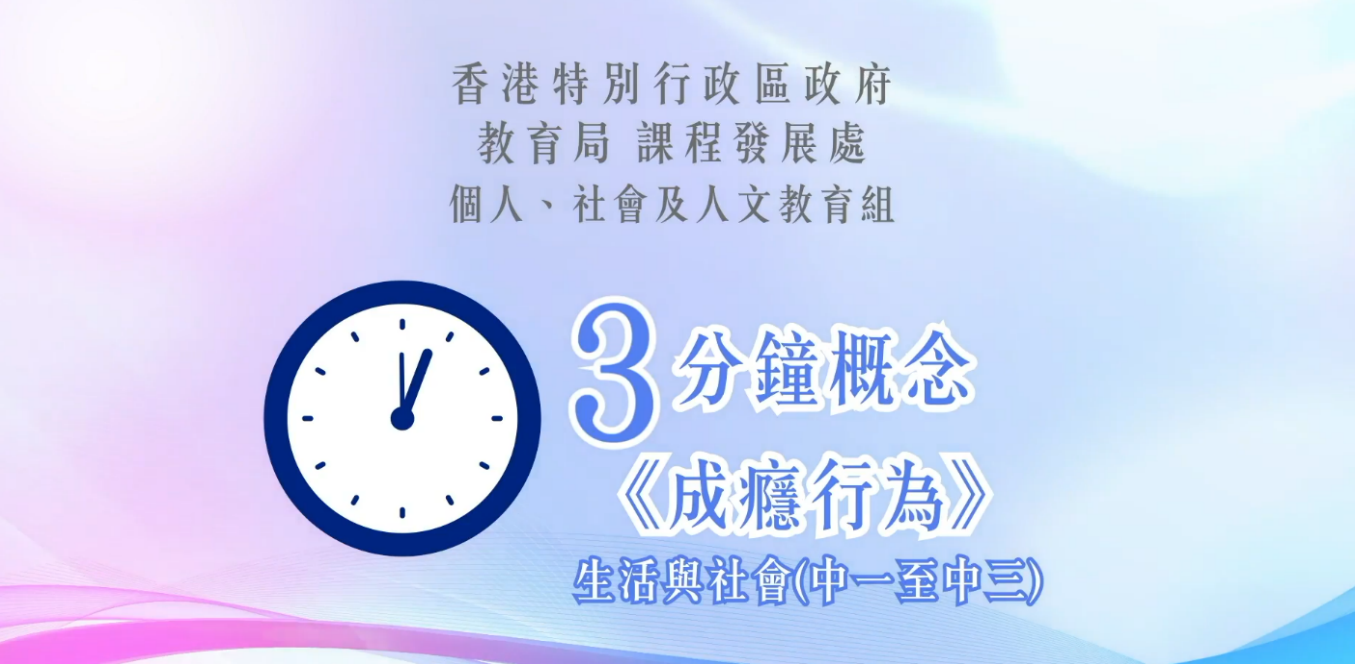 香港特別行政區政府
教育局 課程發展處
個人、社會及人文教育組
3分鐘概念
《成癮行為》
生活與社會(中一至中三)